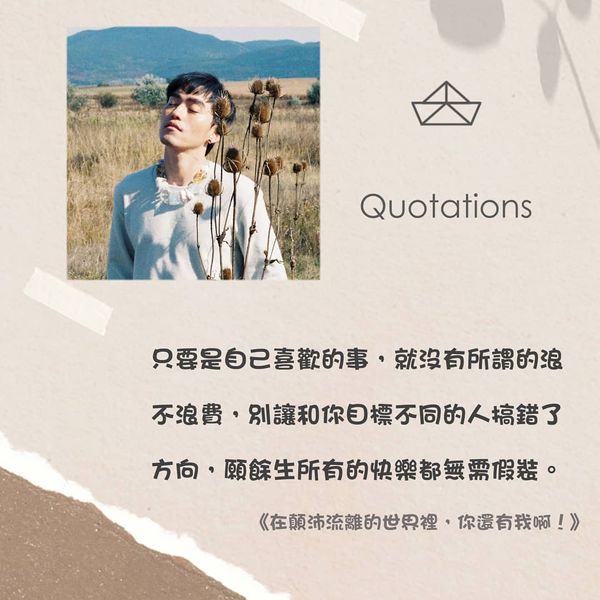 Quotations
只要是自己喜歡的事，就沒有所謂的浪
不浪費，別讓和你目標不同的人搞錯了
方向，願餘生所有的快樂都無需假裝。
《在顛沛流離的世界裡，你還有我啊！》